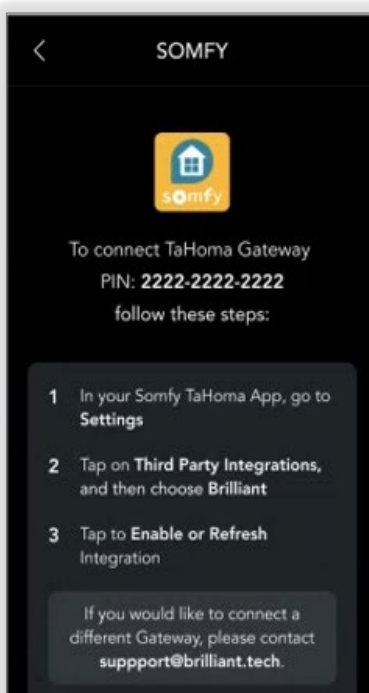 SOMFY
somfy
To connect TaHoma Gateway
PIN: 2222-2222-2222
follow these steps:
1 In your Somfy TaHoma App, go to
Settings
2 Tap on Third Party Integrations,
and then choose Brilliant
3 Tap to Enable or Refresh
Integration
If you would like to connect a
different Gateway, please contact
suppport@brilliant.tech.